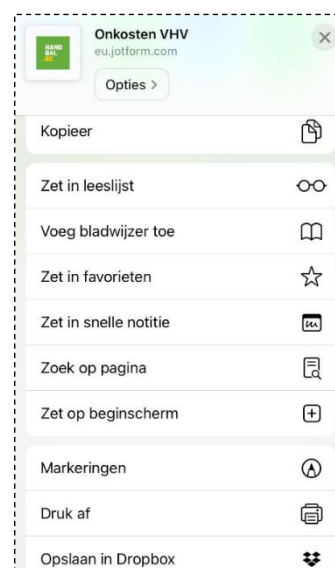 HAND
BAL
.BE
Onkosten VHV
eu.jotform.com
Opties >
Kopieer
Zet in leeslijst
Voeg bladwijzer toe
Zet in favorieten
Zet in snelle notitie
Zoek op pagina
Zet op beginscherm
Markeringen
Druk af
Opslaan in Dropbox